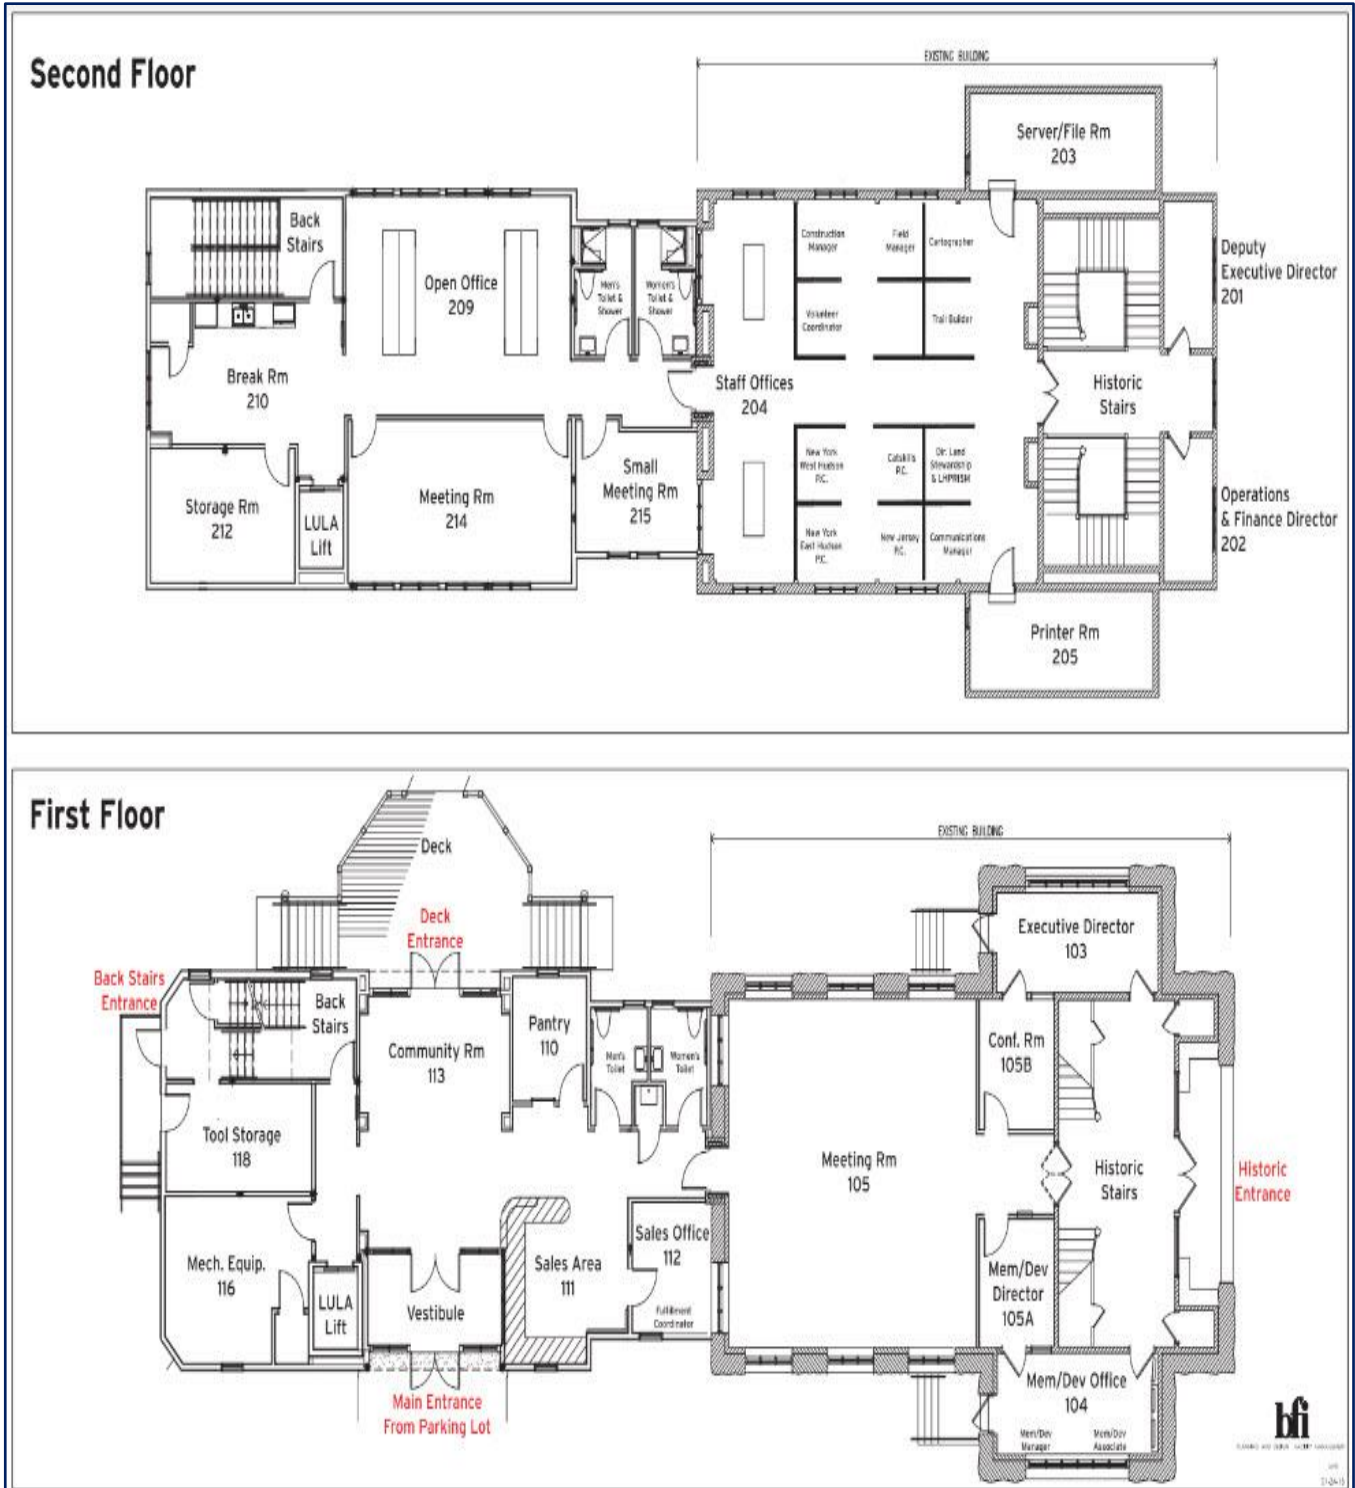 Second Floor
EXISTING BUILDING
Server/File Rm
203
Back
Stairs
Open Office
209
Men's
Toilet &
Shower
Women's
Toilet &
Shower
Construction
Manager
Field
Manager
Cartographer
Volunteer
Coordinator
Trail Builder
Deputy
Executive Director
201
Break Rm
210
Staff Offices
204
Historic
Stairs
Storage Rm
212
LULA
Lift
Meeting Rm
214
Small
Meeting Rm
215
New York
West Hudson
P.C.
Catskills
P.C.
Dir. Land
Stewardship
& LHPRISM
New York
East Hudson
P.C.
New Jersey
P.C.
Communications
Manager
Operations
& Finance Director
202
Printer Rm
205
First Floor
EXISTING BUILDING
Deck
Deck
Entrance
Back Stairs
Entrance
Back
Stairs
Community Rm
113
Pantry
110
Men's
Toilet
Women's
Toilet
Executive Director
103
Conf. Rm
105B
Tool Storage
118
Meeting Rm
105
Historic
Stairs
Historic
Entrance
Mech. Equip.
116
LULA
Lift
Vestibule
Sales Area
111
Sales Office
112
Fulfillment
Coordinator
Mem/Dev
Director
105A
Main Entrance
From Parking Lot
Mem/Dev Office
104
Mem/Dev
Manager
Mem/Dev
Associate
bfi